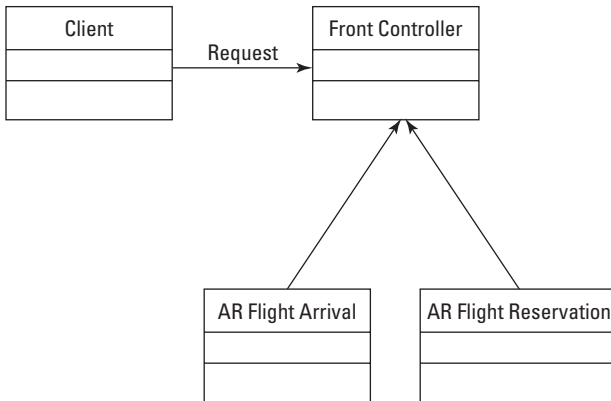 Client
Front Controller
Request
AR Flight Arrival
AR Flight Reservation